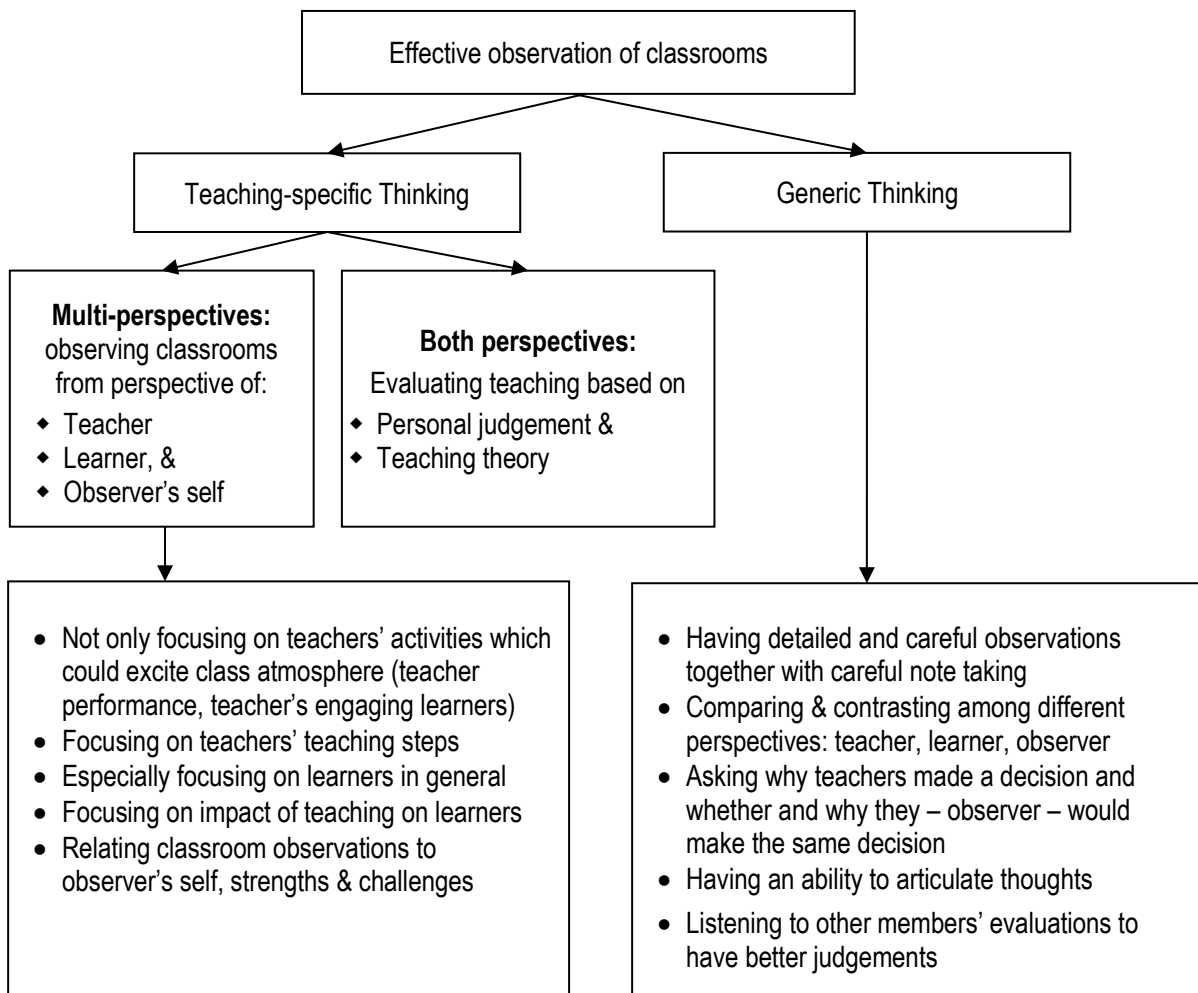 Effective observation of classrooms
Teaching-specific Thinking
Generic Thinking
Multi-perspectives:
observing classrooms
from perspective of:
◆ Teacher
◆ Learner, &
◆ Observer’s self
Both perspectives:
Evaluating teaching based on
◆ Personal judgement &
◆ Teaching theory
• Not only focusing on teachers’ activities which
could excite class atmosphere (teacher
performance, teacher’s engaging learners)
• Focusing on teachers’ teaching steps
• Especially focusing on learners in general
• Focusing on impact of teaching on learners
• Relating classroom observations to
observer’s self, strengths & challenges
• Having detailed and careful observations
together with careful note taking
• Comparing & contrasting among different
perspectives: teacher, learner, observer
• Asking why teachers made a decision and
whether and why they – observer – would
make the same decision
• Having an ability to articulate thoughts
• Listening to other members’ evaluations to
have better judgements